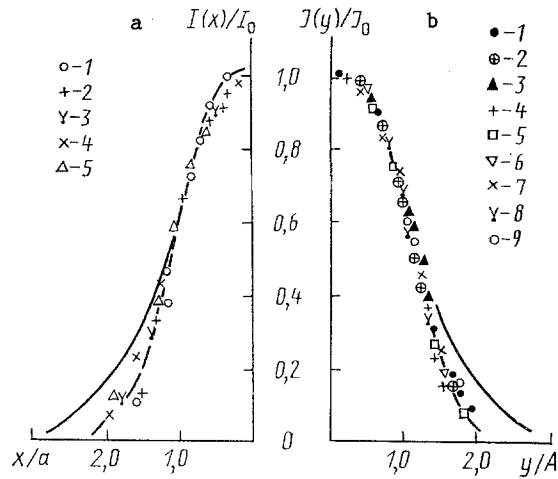 a
I(x)/I₀
J(y)/J₀
b
○-1
+-2
Y-3
×-4
△-5
●-1
⊕-2
▲-3
+-4
□-5
▽-6
×-7
Y-8
○-9
1,0
0,8
0,6
0,4
0,2
0
x/a
2,0
1,0
1,0
2,0
y/A